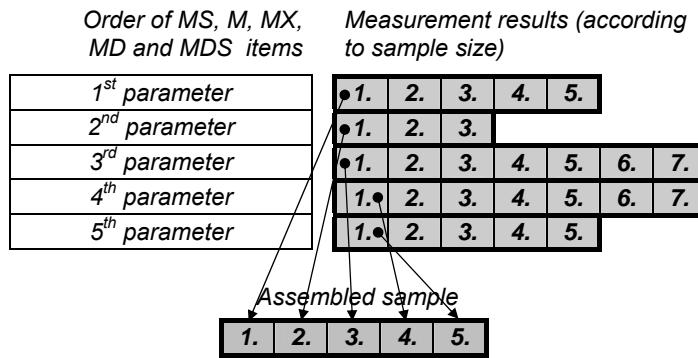 Order of MS, M, MX,
MD and MDS items
Measurement results (according
to sample size)
1st parameter
1. 2. 3. 4. 5.
2nd parameter
1. 2. 3.
3rd parameter
1. 2. 3. 4. 5. 6. 7.
4th parameter
1. 2. 3. 4. 5. 6. 7.
5th parameter
1. 2. 3. 4. 5.
Assembled sample
1. 2. 3. 4. 5.